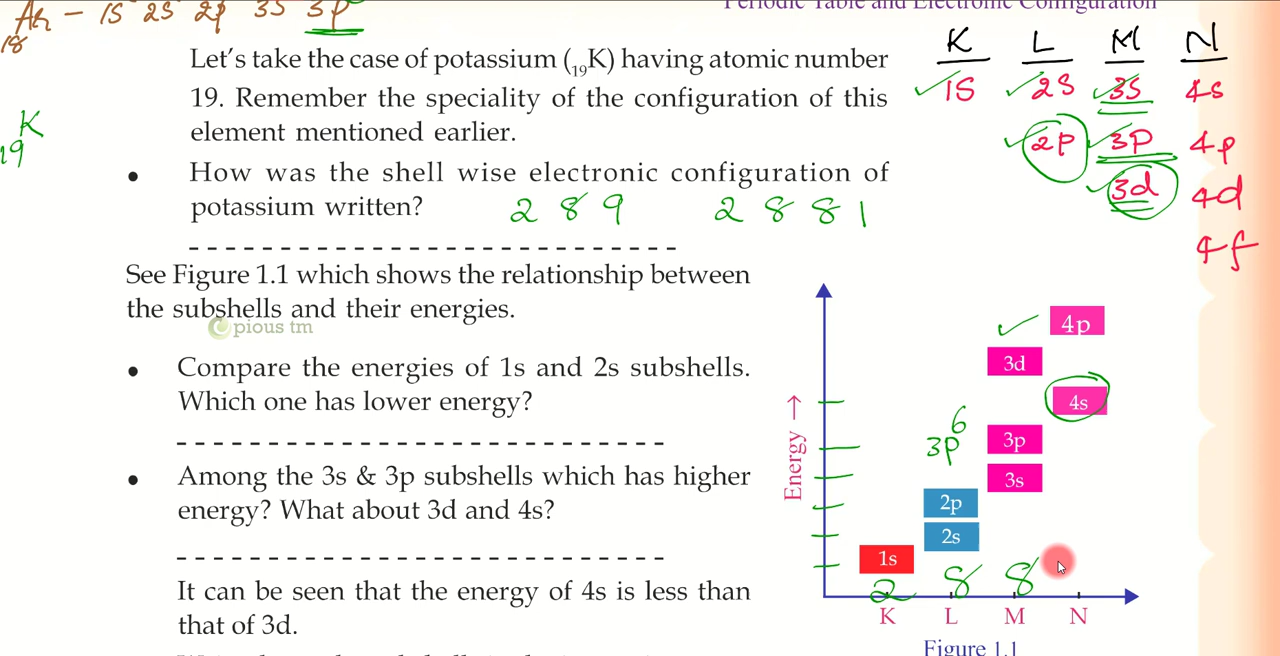 Periodic Table and Electronic Configuration
Ar - 1S 2S 2p 3S 3p
18
K L M N
1S 2S 3S 4s
2p 3p 4p
3d 4d
4f
Let's take the case of potassium (₁₉K) having atomic number
19. Remember the speciality of the configuration of this
element mentioned earlier.
K
19
• How was the shell wise electronic configuration of
potassium written? 2 8 9 2 8 8 1
See Figure 1.1 which shows the relationship between
the subshells and their energies.
pious tm
• Compare the energies of 1s and 2s subshells.
Which one has lower energy?
• Among the 3s & 3p subshells which has higher
energy? What about 3d and 4s?
It can be seen that the energy of 4s is less than
that of 3d.
Energy →
4p
3d
4s
3p⁶
3p
3s
2p
2s
1s
2 8 8
K L M N
Figure 1.1